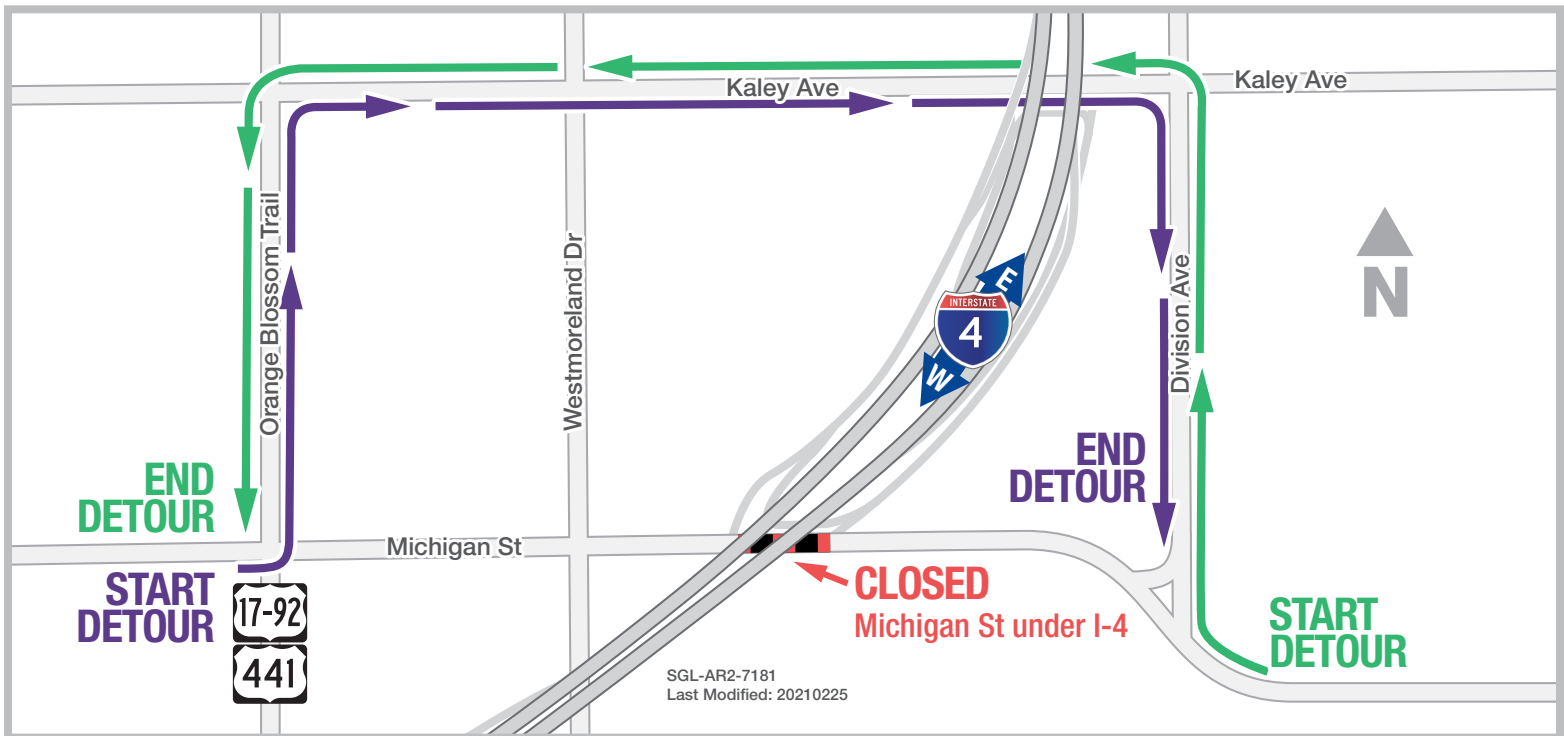 Kaley Ave
Kaley Ave
Orange Blossom Trail
Westmoreland Dr
E
INTERSTATE
4
W
Division Ave
N
END
DETOUR
END
DETOUR
Michigan St
START
DETOUR
17-92
441
CLOSED
Michigan St under I-4
START
DETOUR
SGL-AR2-7181
Last Modified: 20210225